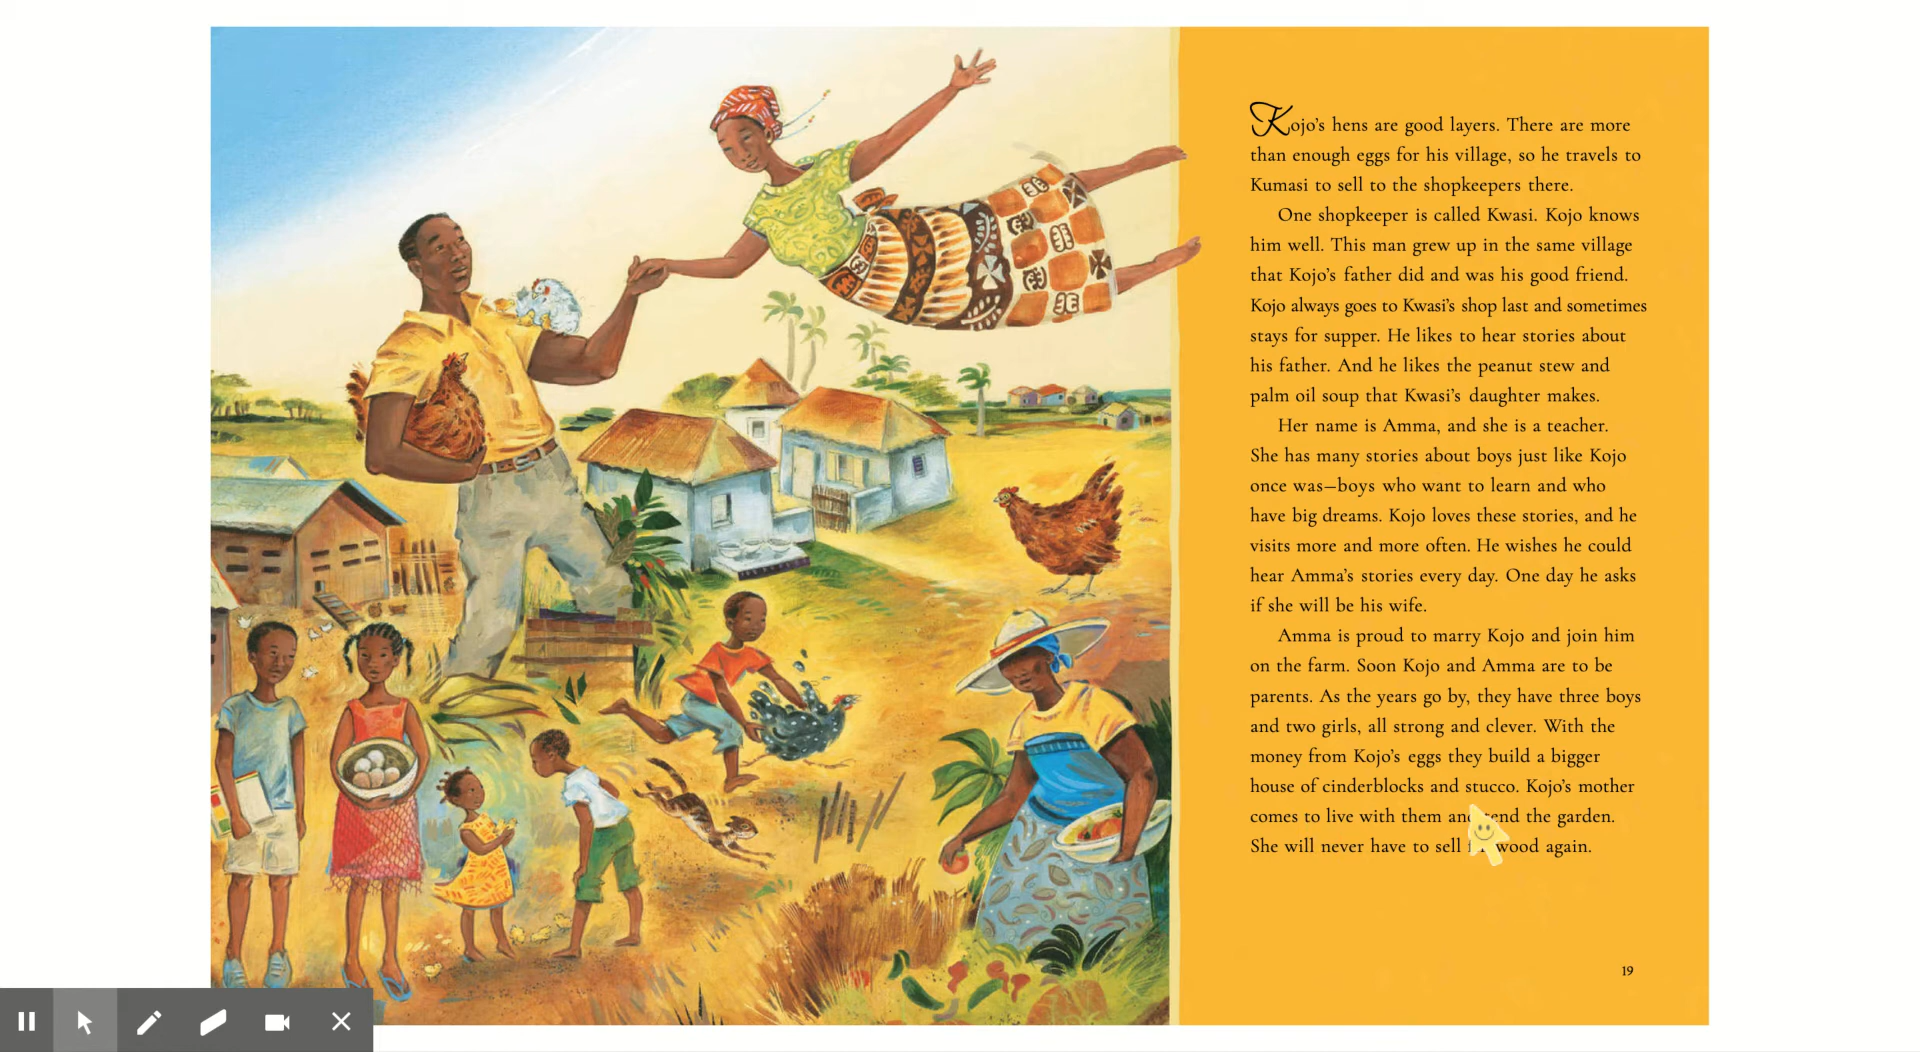 Kojo's hens are good layers. There are more
than enough eggs for his village, so he travels to
Kumasi to sell to the shopkeepers there.
One shopkeeper is called Kwasi. Kojo knows
him well. This man grew up in the same village
that Kojo's father did and was his good friend.
Kojo always goes to Kwasi's shop last and sometimes
stays for supper. He likes to hear stories about
his father. And he likes the peanut stew and
palm oil soup that Kwasi's daughter makes.
Her name is Amma, and she is a teacher.
She has many stories about boys just like Kojo
once was—boys who want to learn and who
have big dreams. Kojo loves these stories, and he
visits more and more often. He wishes he could
hear Amma's stories every day. One day he asks
if she will be his wife.
Amma is proud to marry Kojo and join him
on the farm. Soon Kojo and Amma are to be
parents. As the years go by, they have three boys
and two girls, all strong and clever. With the
money from Kojo's eggs they build a bigger
house of cinderblocks and stucco. Kojo's mother
comes to live with them and tend the garden.
She will never have to sell firewood again.
19